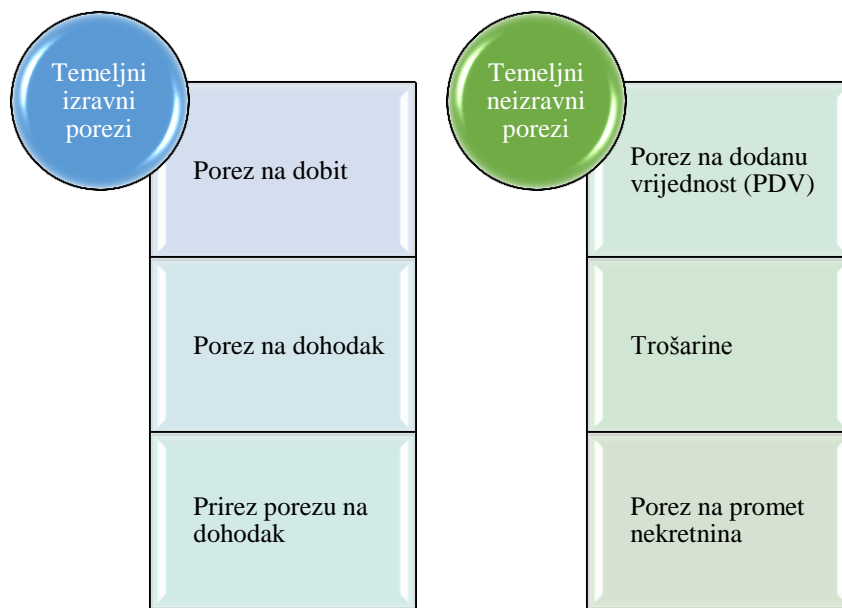 Temeljni
izravni
porezi
Porez na dobit
Porez na dohodak
Prirez porezu na
dohodak
Temeljni
neizravni
porezi
Porez na dodanu
vrijednost (PDV)
Trošarine
Porez na promet
nekretnina